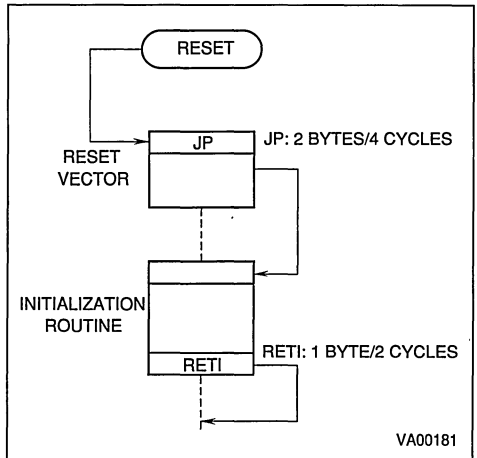 RESET
JP
JP: 2 BYTES/4 CYCLES
RESET
VECTOR
INITIALIZATION
ROUTINE
RETI: 1 BYTE/2 CYCLES
RETI
VA00181